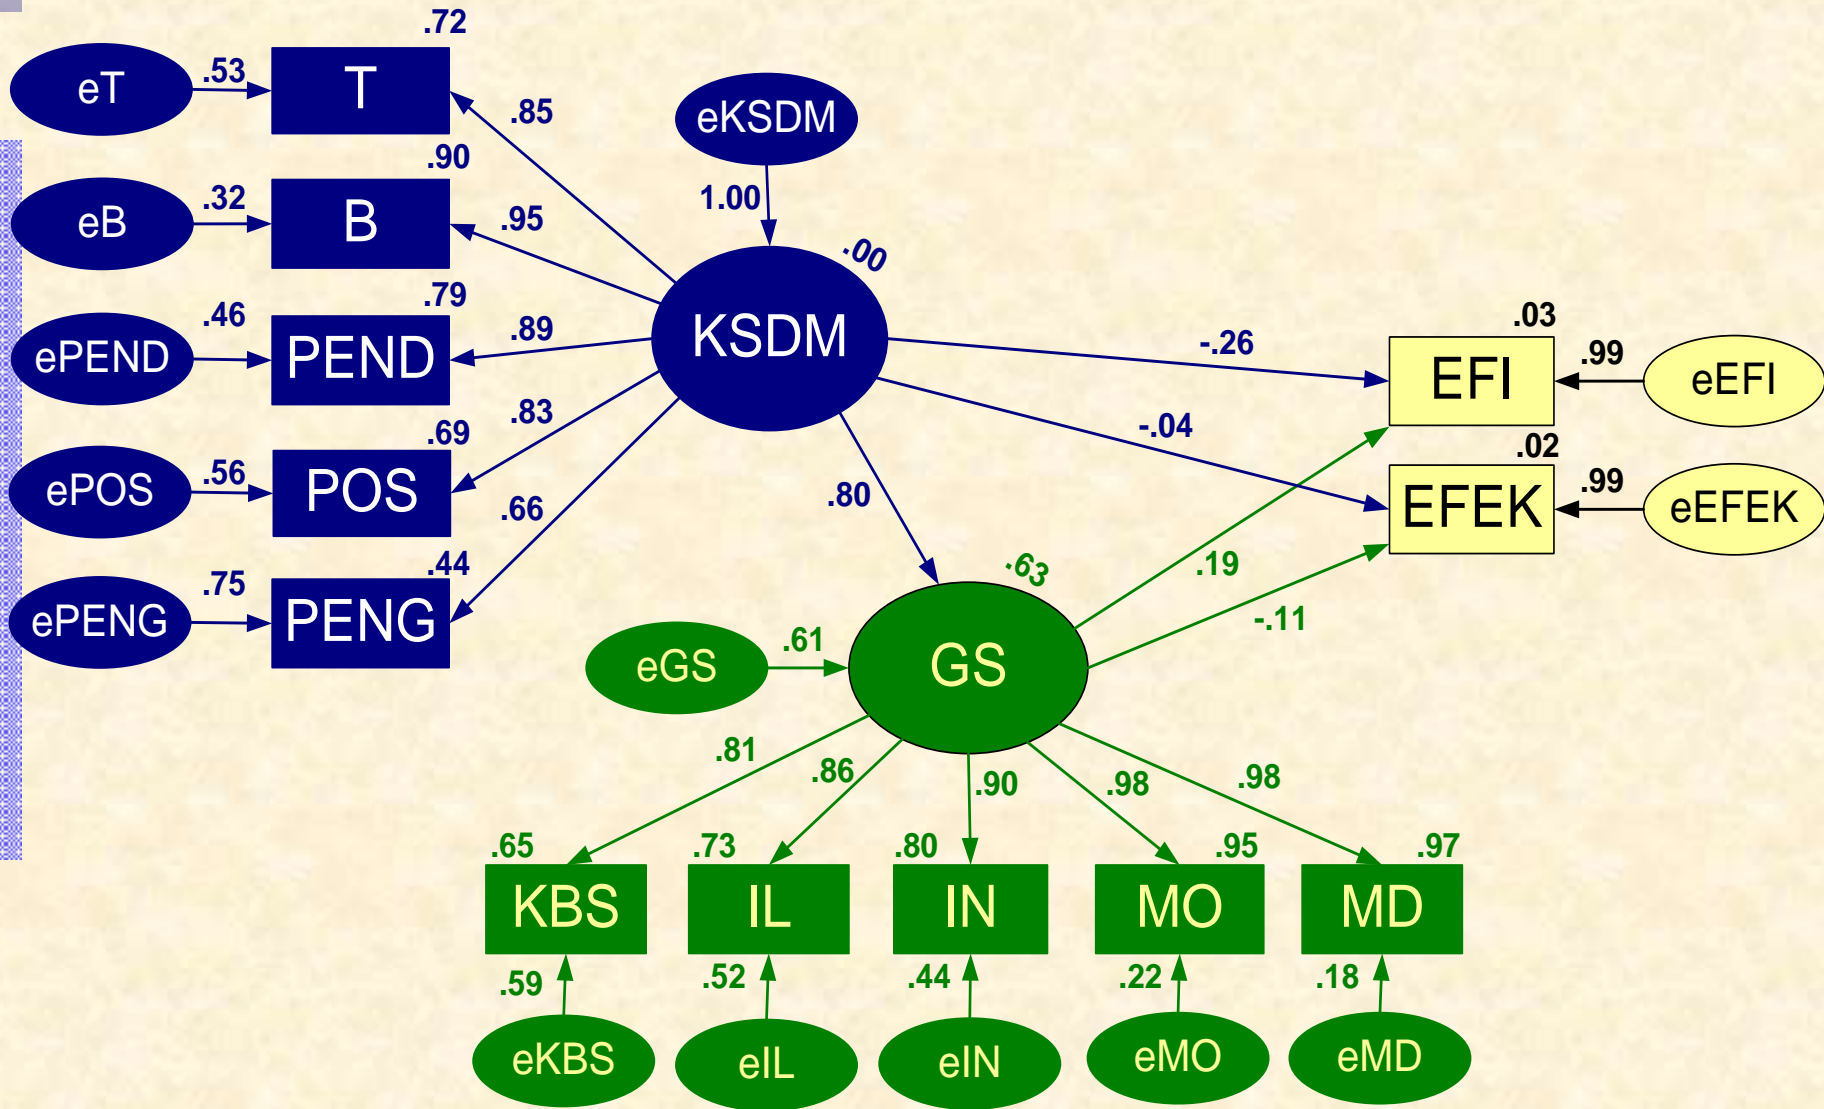 .72
eT .53 T
.85
eKSDM
.90
eB .32 B
.95
1.00
.00
.79
ePEND .46 PEND
.89
KSDM
-.26
.03
EFI .99 eEFI
.83
-.04
.69
ePOS .56 POS
.66
.80
.02
EFEK .99 eEFEK
.44
ePENG .75 PENG
.63
.19
-.11
eGS .61 GS
.81
.86
.90
.98
.98
.65 .73 .80 .95 .97
KBS IL IN MO MD
.59 .52 .44 .22 .18
eKBS eIL eIN eMO eMD